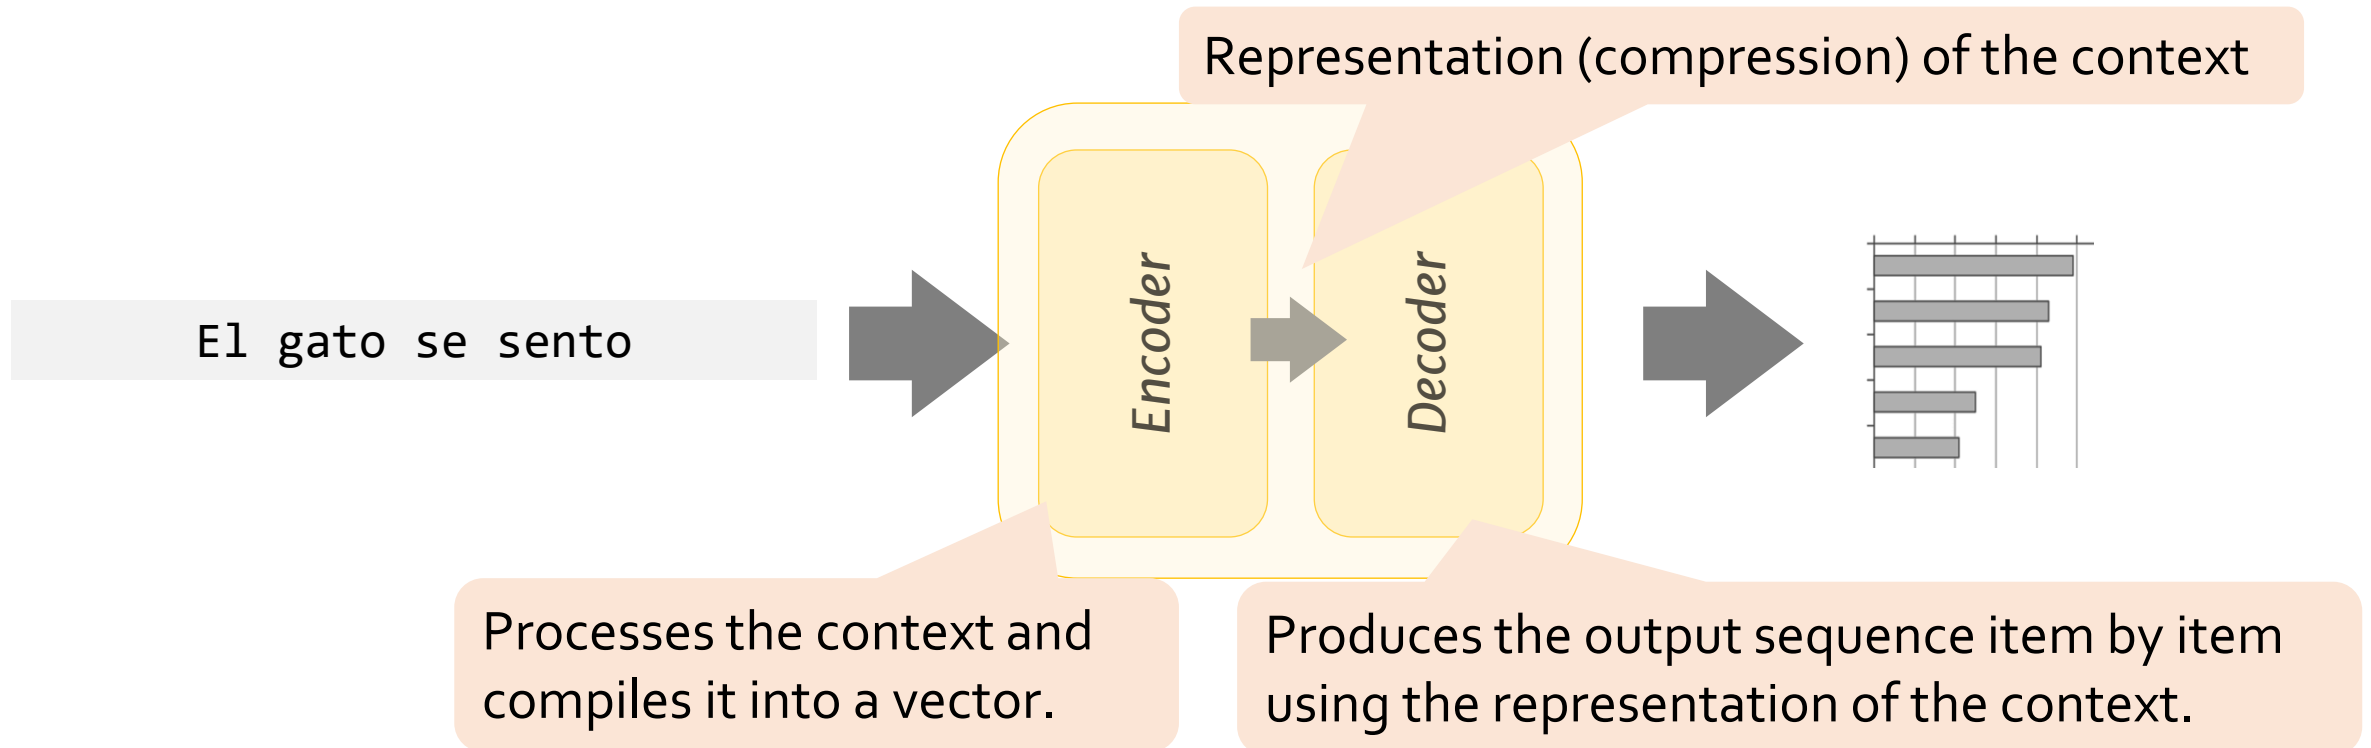 Representation (compression) of the context
El gato se sento
Encoder
Decoder
Processes the context and
compiles it into a vector.
Produces the output sequence item by item
using the representation of the context.